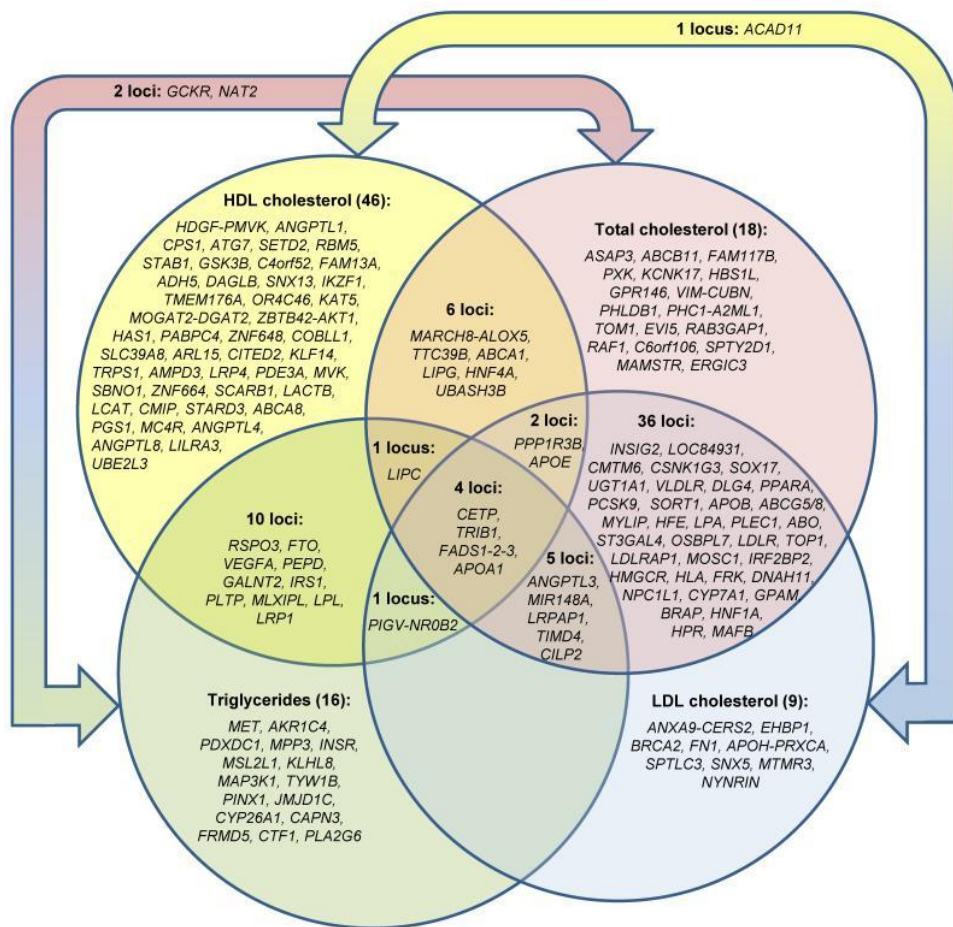 1 locus: ACAD11
2 loci: GCKR, NAT2
HDL cholesterol (46):
HDGF-PMVK, ANGPTL1,
CPS1, ATG7, SETD2, RBM5,
STAB1, GSK3B, C4orf52, FAM13A,
ADH5, DAGLB, SNX13, IKZF1,
TMEM176A, OR4C46, KAT5,
MOGAT2-DGAT2, ZBTB42-AKT1,
HAS1, PABPC4, ZNF648, COBLL1,
SLC39A8, ARL15, CITED2, KLF14,
TRPS1, AMPD3, LRP4, PDE3A, MVK,
SBNO1, ZNF664, SCARB1, LACTB,
LCAT, CMIP, STARD3, ABCA8,
PGS1, MC4R, ANGPTL4,
ANGPTL8, LILRA3,
UBE2L3
Total cholesterol (18):
ASAP3, ABCB11, FAM117B,
PXK, KCNK17, HBS1L,
GPR146, VIM-CUBN,
PHLDB1, PHC1-A2ML1,
TOM1, EVI5, RAB3GAP1,
RAF1, C6orf106, SPTY2D1,
MAMSTR, ERGIC3
6 loci:
MARCH8-ALOX5,
TTC39B, ABCA1,
LIPG, HNF4A,
UBASH3B
2 loci:
PPP1R3B,
APOE
36 loci:
INSIG2, LOC84931,
CMTM6, CSNK1G3, SOX17,
UGT1A1, VLDLR, DLG4, PPARA,
PCSK9, SORT1, APOB, ABCG5/8,
MYLIP, HFE, LPA, PLEC1, ABO,
ST3GAL4, OSBPL7, LDLR, TOP1,
LDLRAP1, MOSC1, IRF2BP2,
HMGCR, HLA, FRK, DNAH11,
NPC1L1, CYP7A1, GPAM,
BRAP, HNF1A,
HPR, MAFB
1 locus:
LIPC
4 loci:
CETP,
TRIB1,
FADS1-2-3,
APOA1
10 loci:
RSPO3, FTO,
VEGFA, PEPD,
GALNT2, IRS1,
PLTP, MLXIPL, LPL,
LRP1
5 loci:
ANGPTL3,
MIR148A,
LRPAP1,
TIMD4,
CILP2
1 locus:
PIGV-NR0B2
Triglycerides (16):
MET, AKR1C4,
PDXDC1, MPP3, INSR,
MSL2L1, KLHL8,
MAP3K1, TYW1B,
PINX1, JMJD1C,
CYP26A1, CAPN3,
FRMD5, CTF1, PLA2G6
LDL cholesterol (9):
ANXA9-CERS2, EHBP1,
BRCA2, FN1, APOH-PRXCA,
SPTLC3, SNX5, MTMR3,
NYNRIN